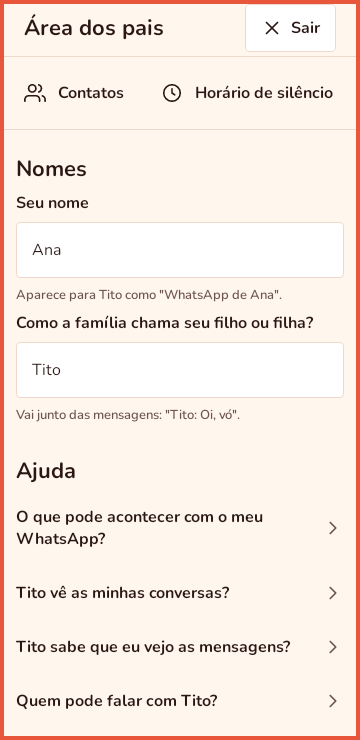 Área dos pais
Sair
Contatos
Horário de silêncio
Nomes
Seu nome
Ana
Aparece para Tito como "WhatsApp de Ana".
Como a família chama seu filho ou filha?
Tito
Vai junto das mensagens: "Tito: Oi, vó".
Ajuda
O que pode acontecer com o meu
WhatsApp?
Tito vê as minhas conversas?
Tito sabe que eu vejo as mensagens?
Quem pode falar com Tito?